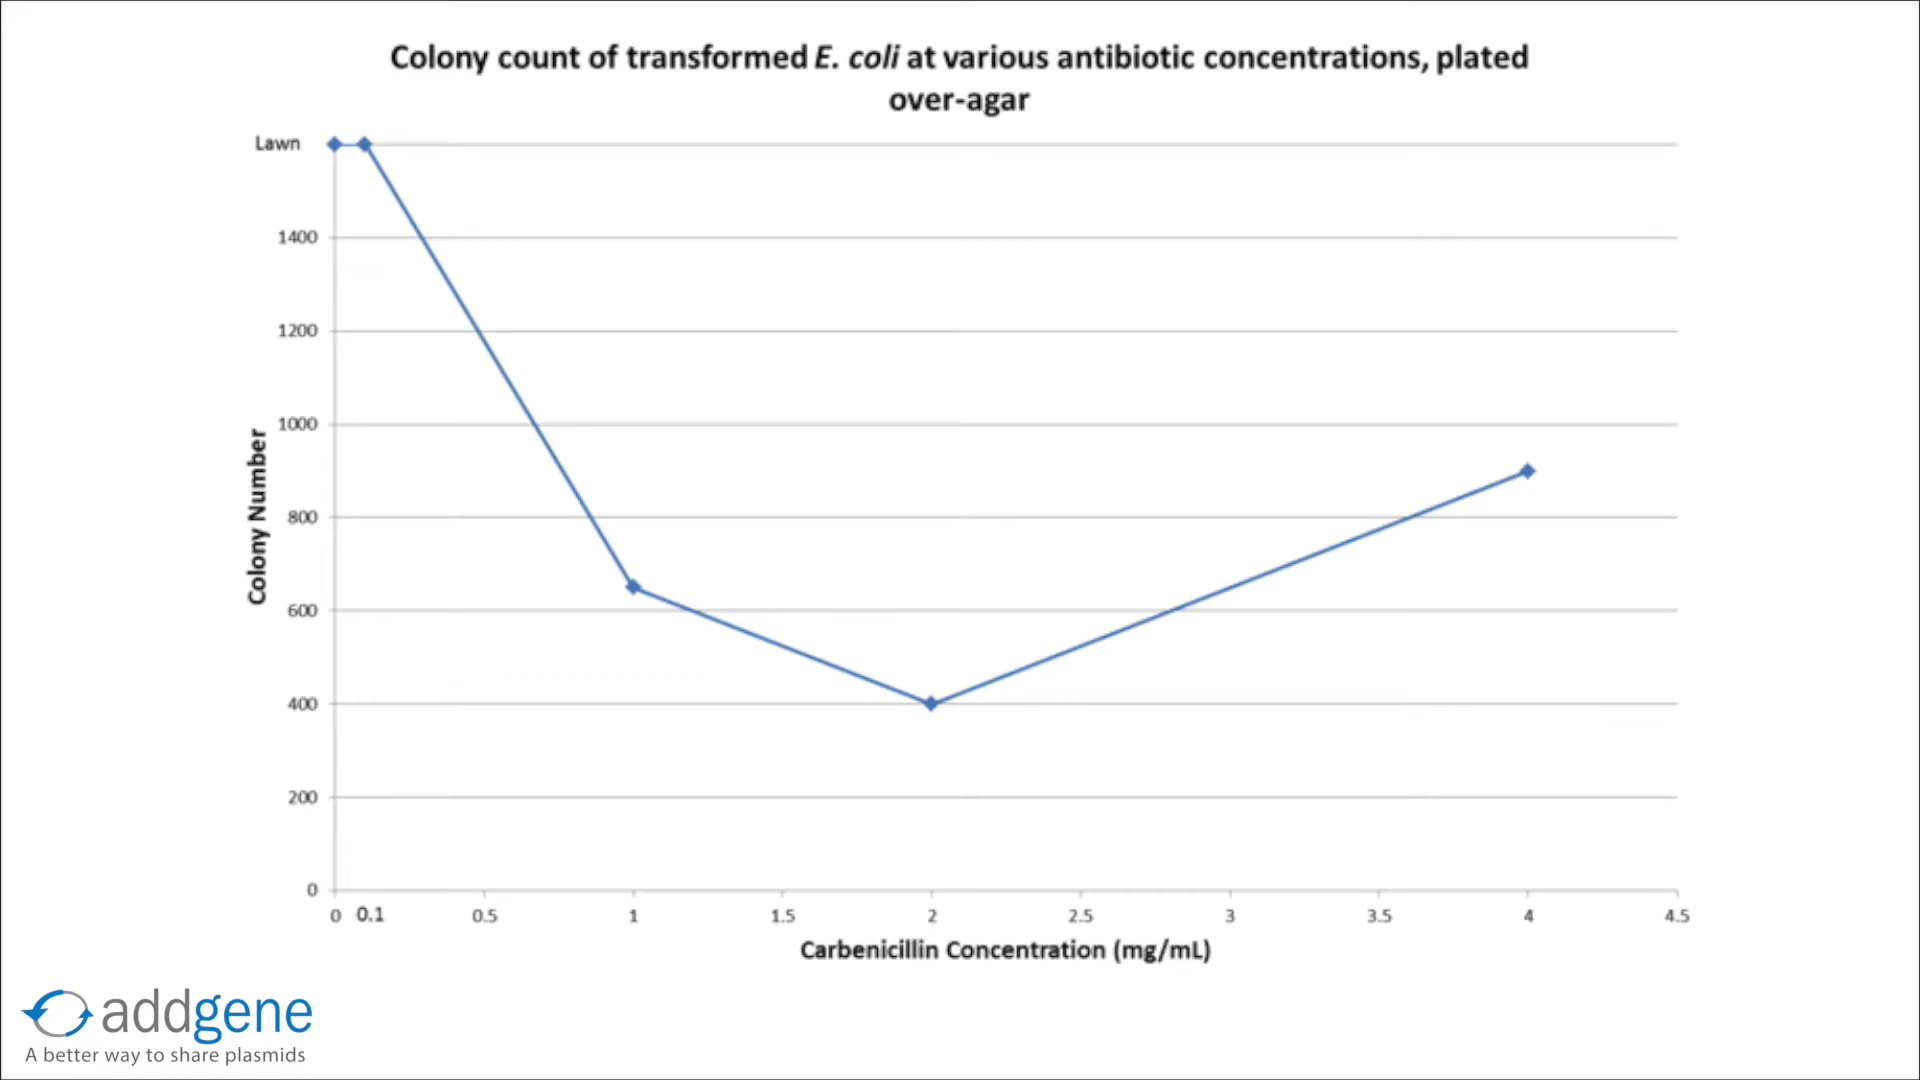 Colony count of transformed E. coli at various antibiotic concentrations, plated
over-agar
Lawn
1400
1200
1000
800
600
400
200
0
Colony Number
0 0.1 0.5 1 1.5 2 2.5 3 3.5 4 4.5
Carbenicillin Concentration (mg/mL)
addgene
A better way to share plasmids